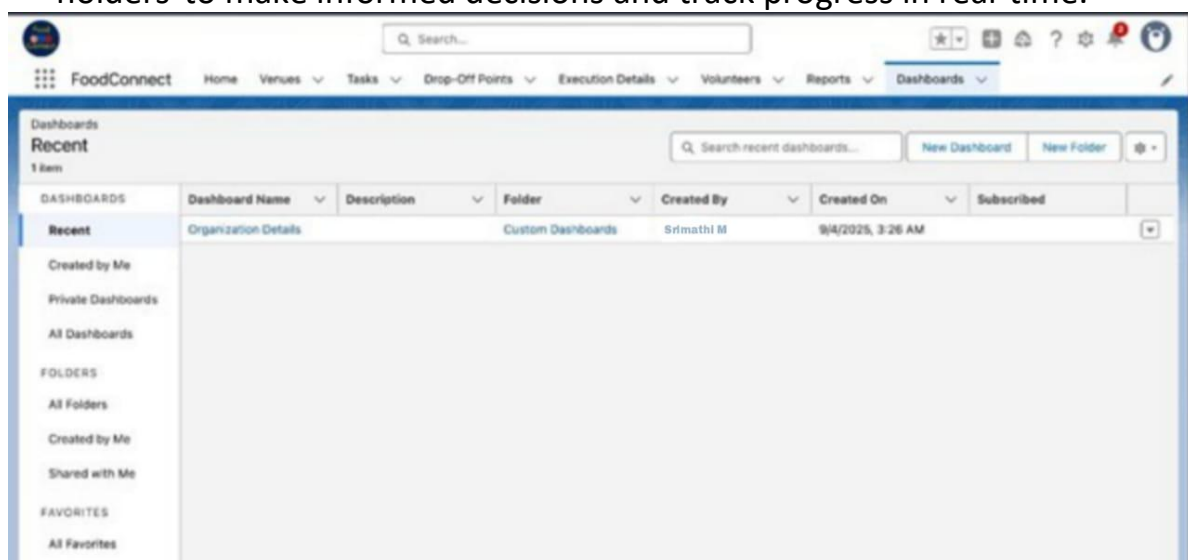 holders to make informed decisions and track progress in real time.
Search...
FoodConnect Home Venues Tasks Drop-Off Points Execution Details Volunteers Reports Dashboards
Dashboards
Recent
1 item
Search recent dashboards...
New Dashboard
New Folder
DASHBOARDS
Dashboard Name Description Folder Created By Created On Subscribed
Recent
Organization Details Custom Dashboards Srimathi M 9/4/2025, 3:26 AM
Created by Me
Private Dashboards
All Dashboards
FOLDERS
All Folders
Created by Me
Shared with Me
FAVORITES
All Favorites